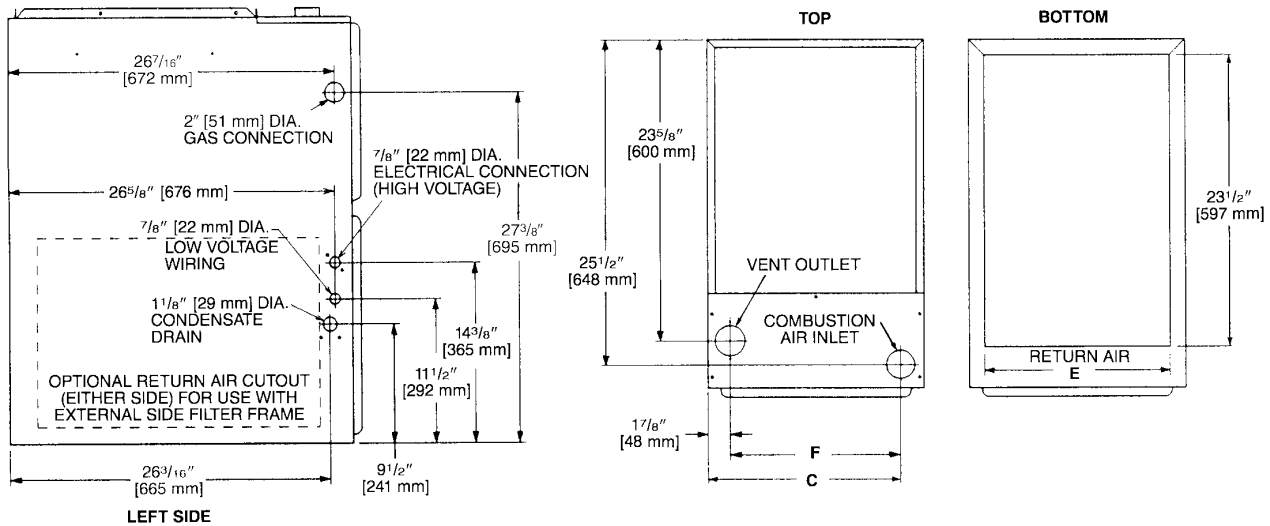 TOP
BOTTOM
26 7/16"
[672 mm]
2" [51 mm] DIA.
GAS CONNECTION
7/8" [22 mm] DIA.
ELECTRICAL CONNECTION
(HIGH VOLTAGE)
26 5/8" [676 mm]
7/8" [22 mm] DIA.
LOW VOLTAGE
WIRING
1 1/8" [29 mm] DIA.
CONDENSATE
DRAIN
OPTIONAL RETURN AIR CUTOUT
(EITHER SIDE) FOR USE WITH
EXTERNAL SIDE FILTER FRAME
27 3/8"
[695 mm]
14 3/8"
[365 mm]
11 1/2"
[292 mm]
9 1/2"
[241 mm]
26 3/16"
[665 mm]
LEFT SIDE
23 5/8"
[600 mm]
25 1/2"
[648 mm]
VENT OUTLET
COMBUSTION
AIR INLET
1 7/8"
[48 mm]
F
C
23 1/2"
[597 mm]
RETURN AIR
E